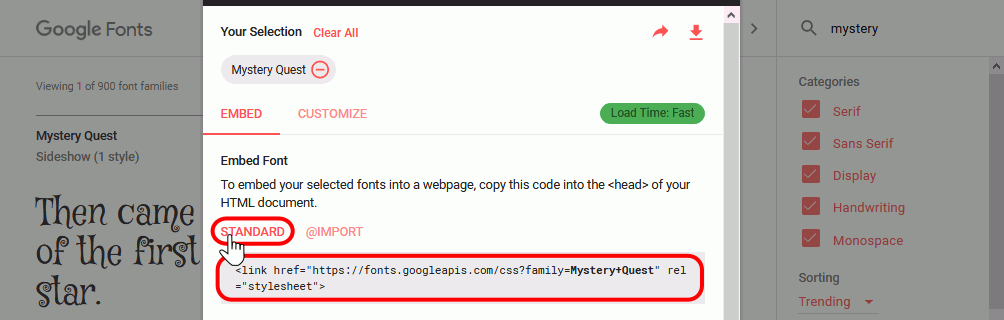 Google Fonts
Viewing 1 of 900 font families
Mystery Quest
Sideshow (1 style)
Then came
of the first
star.
Your Selection Clear All
Mystery Quest
EMBED CUSTOMIZE Load Time: Fast
Embed Font
To embed your selected fonts into a webpage, copy this code into the <head> of your
HTML document.
STANDARD @IMPORT
<link href="https://fonts.googleapis.com/css?family=Mystery+Quest" rel
="stylesheet">
mystery
Categories
Serif
Sans Serif
Display
Handwriting
Monospace
Sorting
Trending